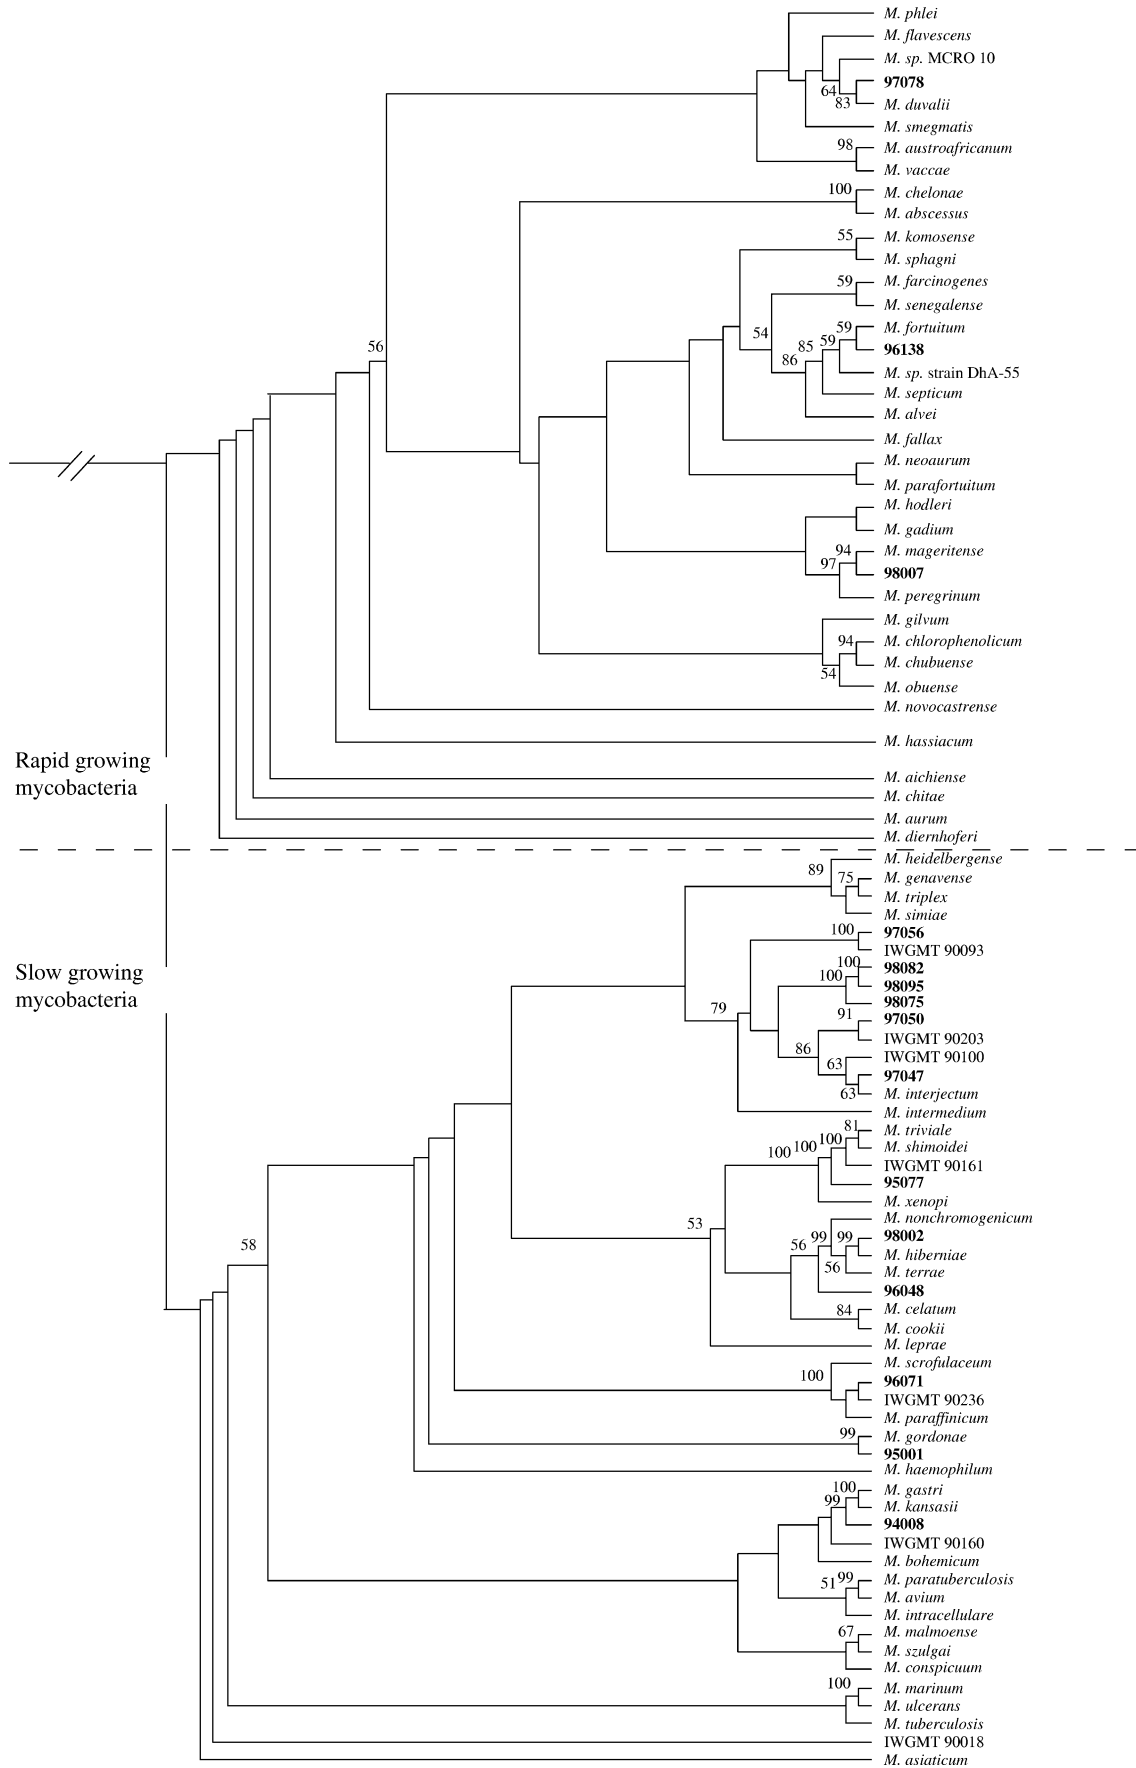 M. phlei
M. flavescens
M. sp. MCRO 10
97078
64
83
M. duvalii
M. smegmatis
98
M. austroafricanum
M. vaccae
100
M. chelonae
M. abscessus
55
M. komosense
M. sphagni
59
M. farcinogenes
M. senegalense
54
59
M. fortuitum
86
85
59
96138
M. sp. strain DhA-55
M. septicum
M. alvei
56
M. fallax
M. neoaurum
M. parafortuitum
M. hodleri
M. gadium
94
M. mageritense
97
98007
M. peregrinum
M. gilvum
94
M. chlorophenolicum
M. chubuense
54
M. obuense
M. novocastrense
M. hassiacum
Rapid growing
mycobacteria
M. aichiense
M. chitae
M. aurum
M. diernhoferi
M. heidelbergense
89
75
M. genavense
M. triplex
M. simiae
100
97056
IWGMT 90093
100
98082
100
98095
98075
Slow growing
mycobacteria
79
91
97050
IWGMT 90203
86
IWGMT 90100
63
97047
63
M. interjectum
M. intermedium
81
M. triviale
100
100
100
M. shimoidei
IWGMT 90161
95077
M. xenopi
53
M. nonchromogenicum
56
99
99
98002
M. hiberniae
56
M. terrae
96048
84
M. celatum
M. cookii
M. leprae
58
M. scrofulaceum
100
96071
IWGMT 90236
M. paraffinicum
99
M. gordonae
95001
M. haemophilum
100
M. gastri
99
M. kansasii
94008
IWGMT 90160
M. bohemicum
51
99
M. paratuberculosis
M. avium
M. intracellulare
67
M. malmoense
M. szulgai
M. conspicuum
100
M. marinum
M. ulcerans
M. tuberculosis
IWGMT 90018
M. asiaticum